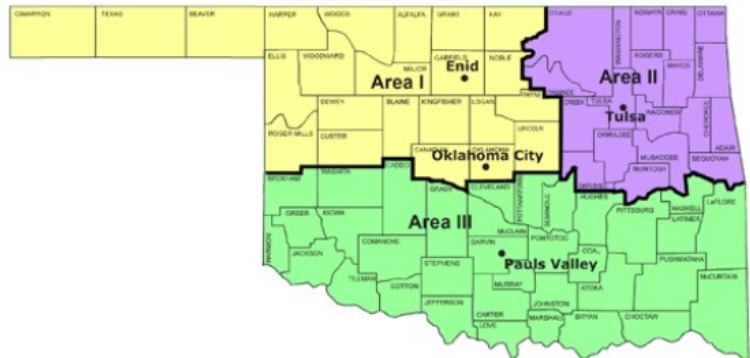 CIMARRON
TEXAS
BEAVER
HARPER
WOODS
ALFALFA
GRANT
KAY
OSAGE
NOWATA
CRAIG
OTTAWA
WASHINGTON
ROGERS
MAYES
DELAWARE
ELLIS
WOODWARD
MAJOR
GARFIELD
NOBLE
Enid
Area I
Area II
PAWNEE
CREEK
TULSA
Tulsa
WAGONER
CHEROKEE
ADAIR
DEWEY
BLAINE
KINGFISHER
LOGAN
LINCOLN
OKMULGEE
MUSKOGEE
SEQUOYAH
MCINTOSH
ROGER MILLS
CUSTER
CANADIAN
OKLAHOMA
Oklahoma City
BECKHAM
WASHITA
CADDO
GRADY
CLEVELAND
POTTAWATOMIE
SEMINOLE
HUGHES
PITTSBURG
HASKELL
LATIMER
LeFLORE
GREER
KIOWA
Area III
McCLAIN
HARMON
JACKSON
COMANCHE
GARVIN
PONTOTOC
COAL
PUSHMATAHA
McCURTAIN
Pauls Valley
TILLMAN
COTTON
STEPHENS
MURRAY
ATOKA
JEFFERSON
CARTER
JOHNSTON
LOVE
MARSHALL
BRYAN
CHOCTAW